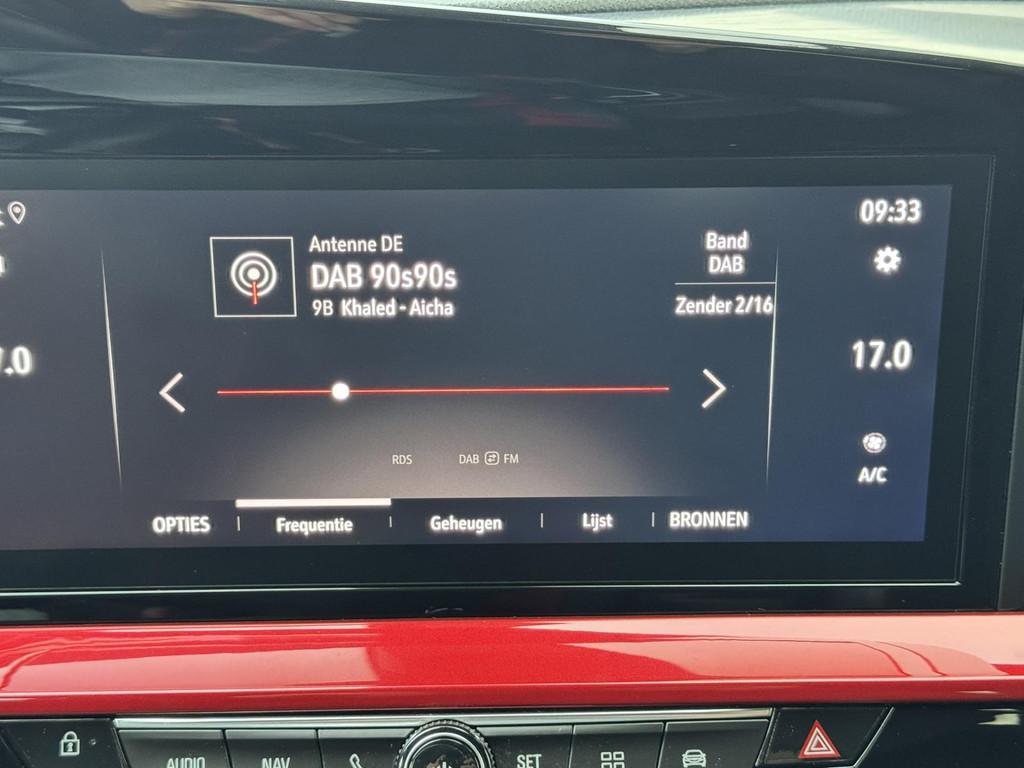 09:33
Antenne DE
DAB 90s90s
9B Khaled - Aicha
Band
DAB
Zender 2/16
.0
17.0
RDS
DAB FM
A/C
OPTIES
Frequentie
Geheugen
Lijst
BRONNEN
AUDIO
NAV
SET